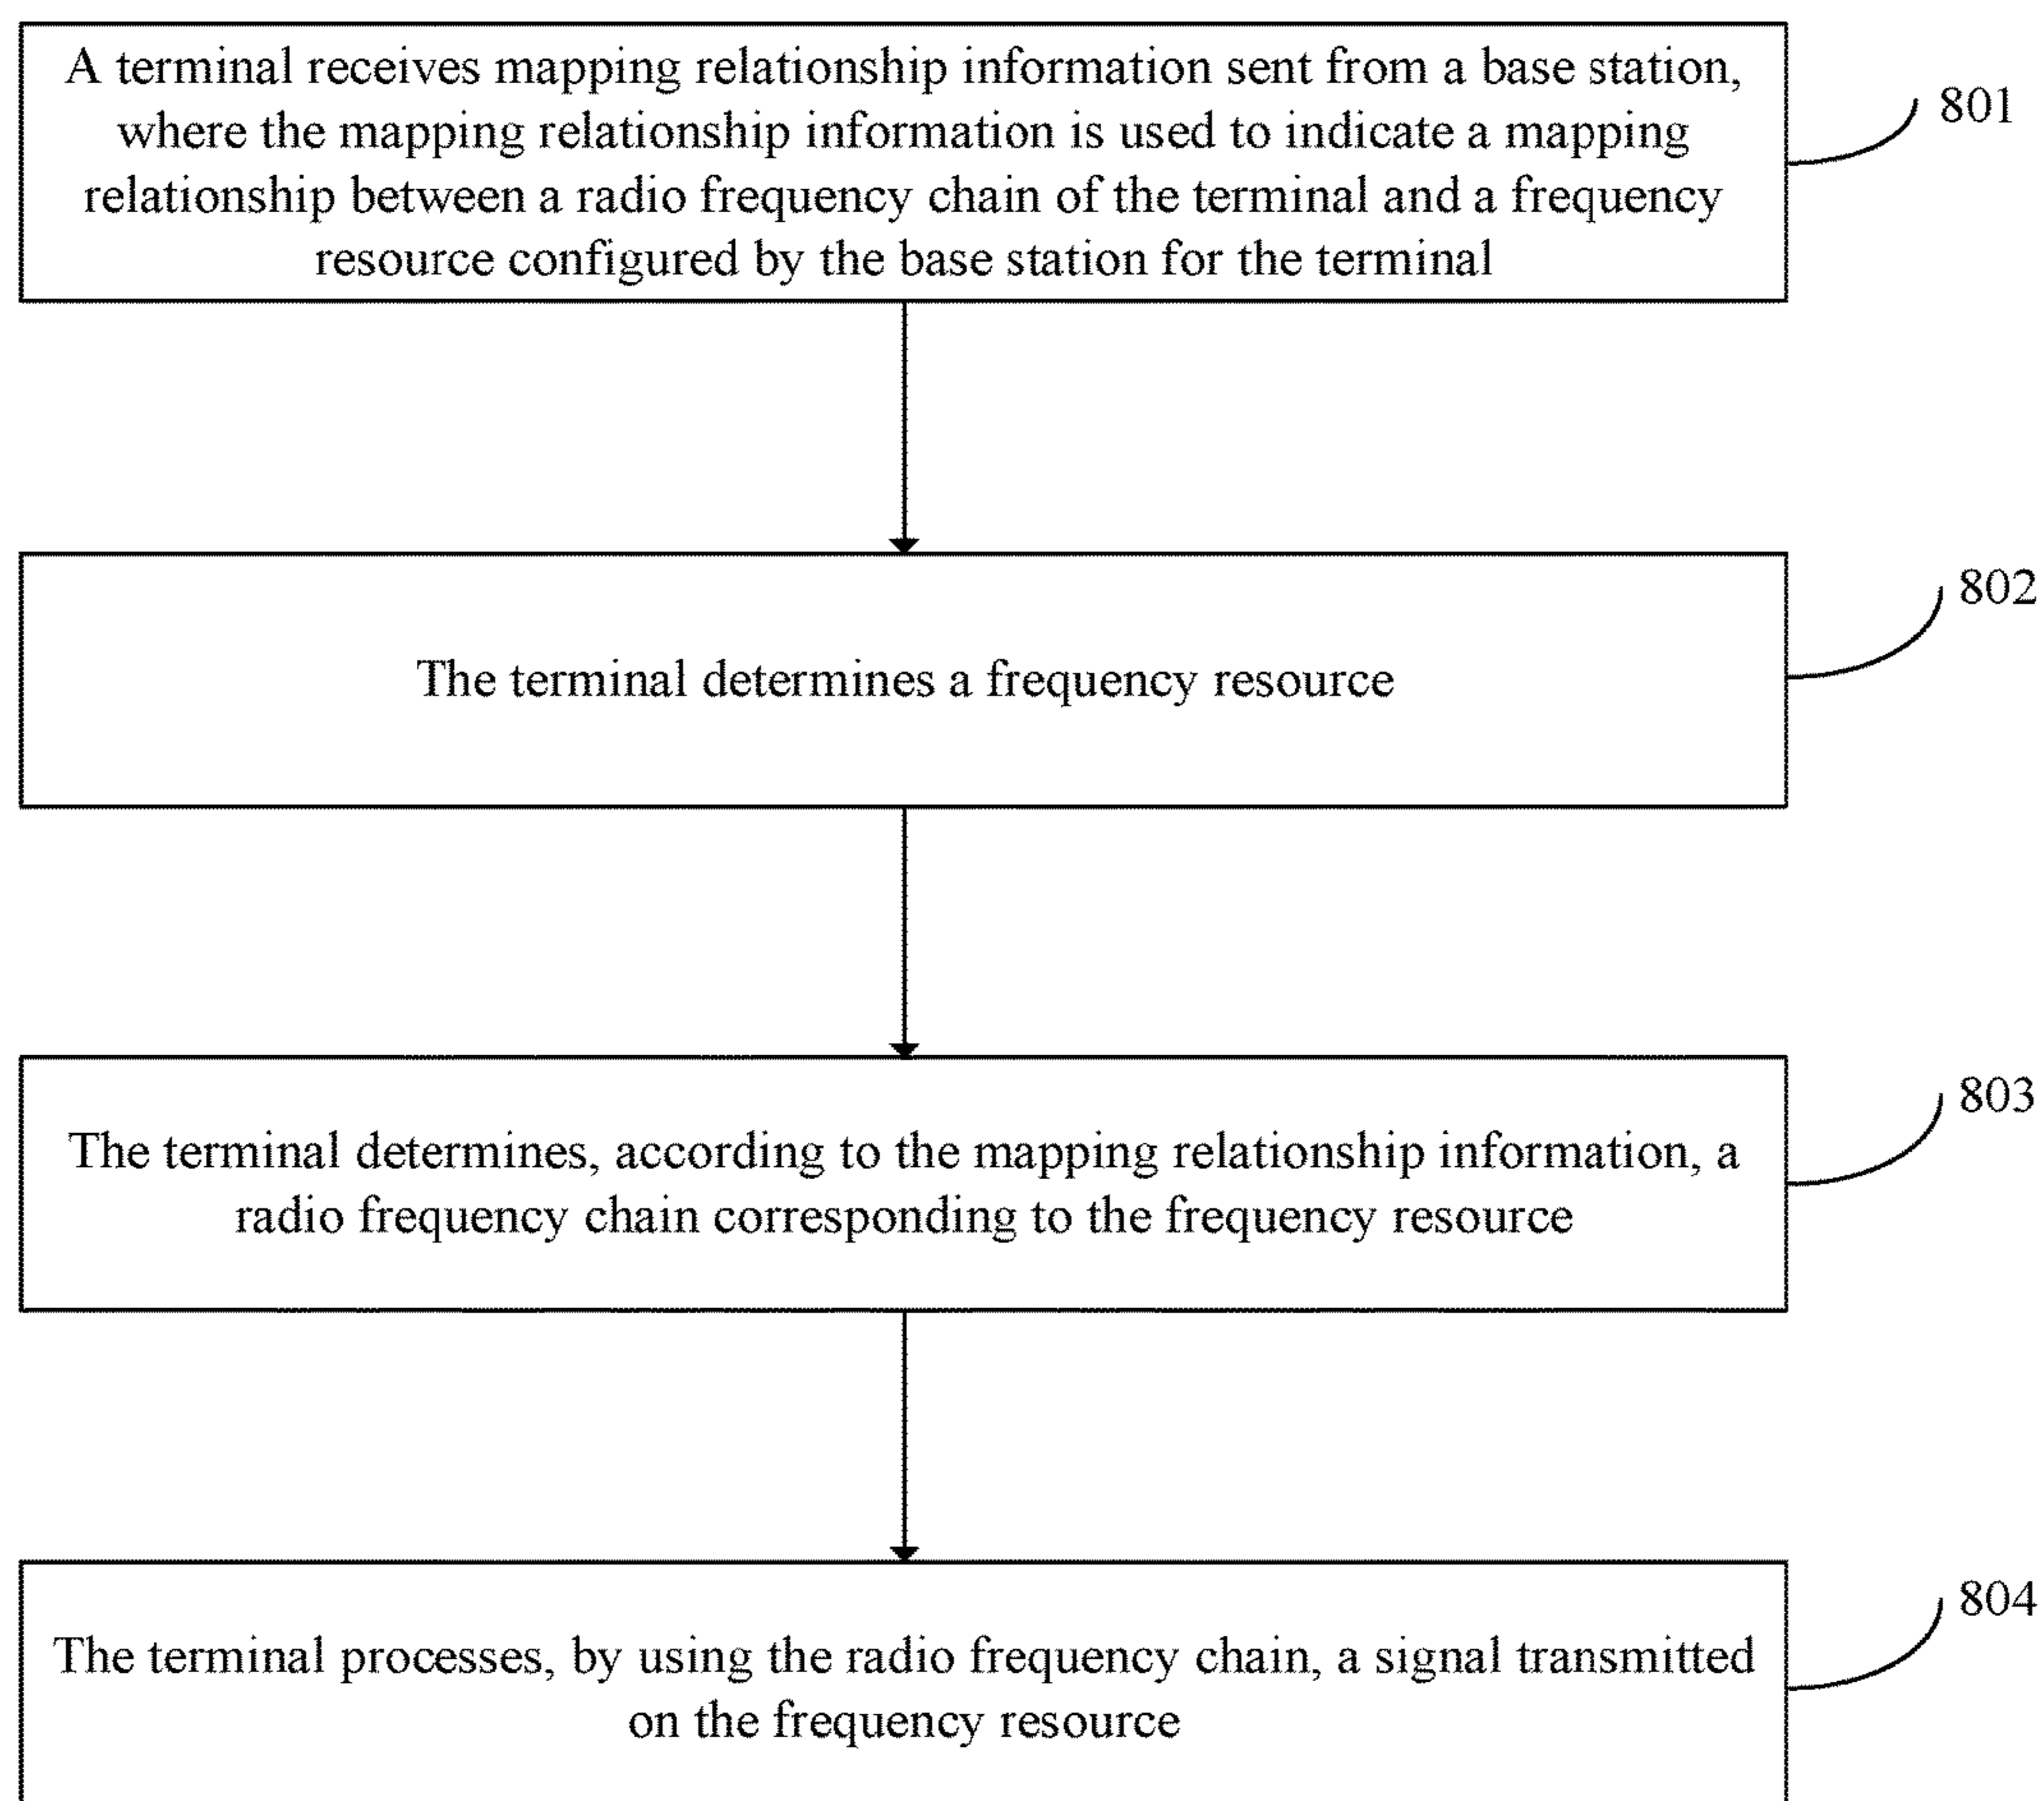 A terminal receives mapping relationship information sent from a base station,
where the mapping relationship information is used to indicate a mapping
relationship between a radio frequency chain of the terminal and a frequency
resource configured by the base station for the terminal
801
The terminal determines a frequency resource
802
The terminal determines, according to the mapping relationship information, a
radio frequency chain corresponding to the frequency resource
803
The terminal processes, by using the radio frequency chain, a signal transmitted
on the frequency resource
804